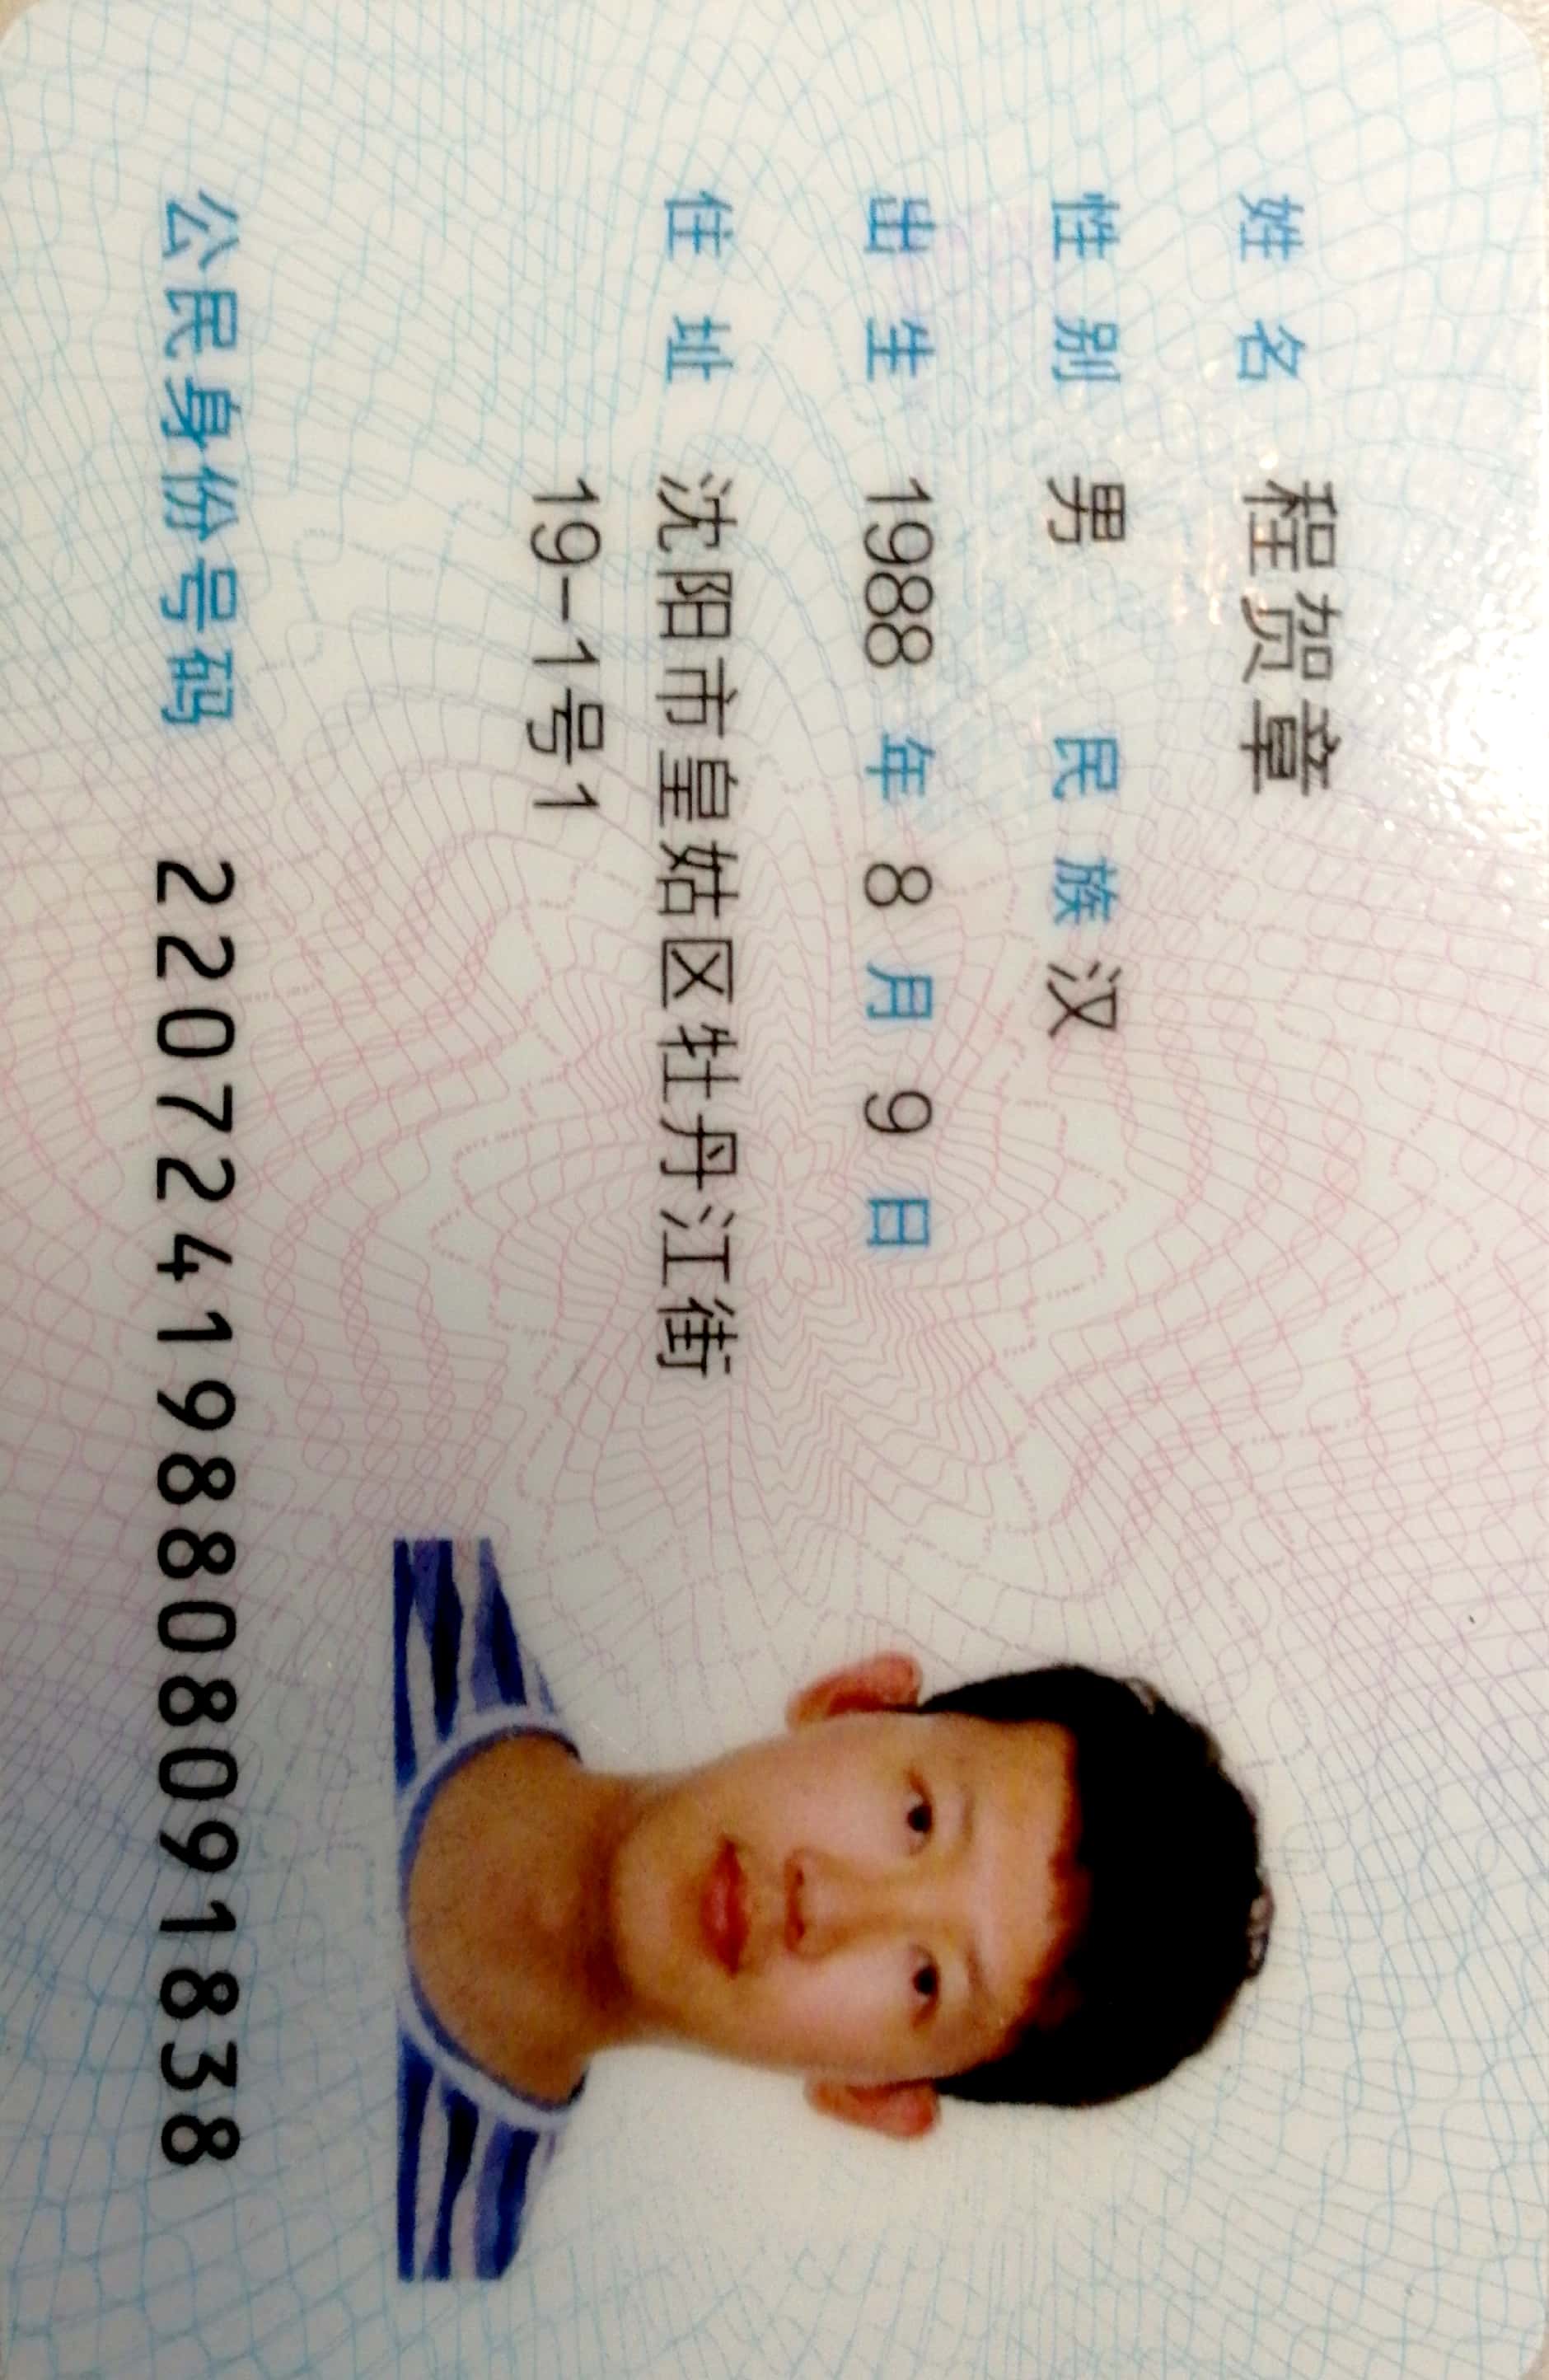 姓名 程贺章
性别 男 民族 汉
出生 1988 年 8 月 9 日
住址 沈阳市皇姑区牡丹江街
19-1号1
公民身份号码 220724198808091838